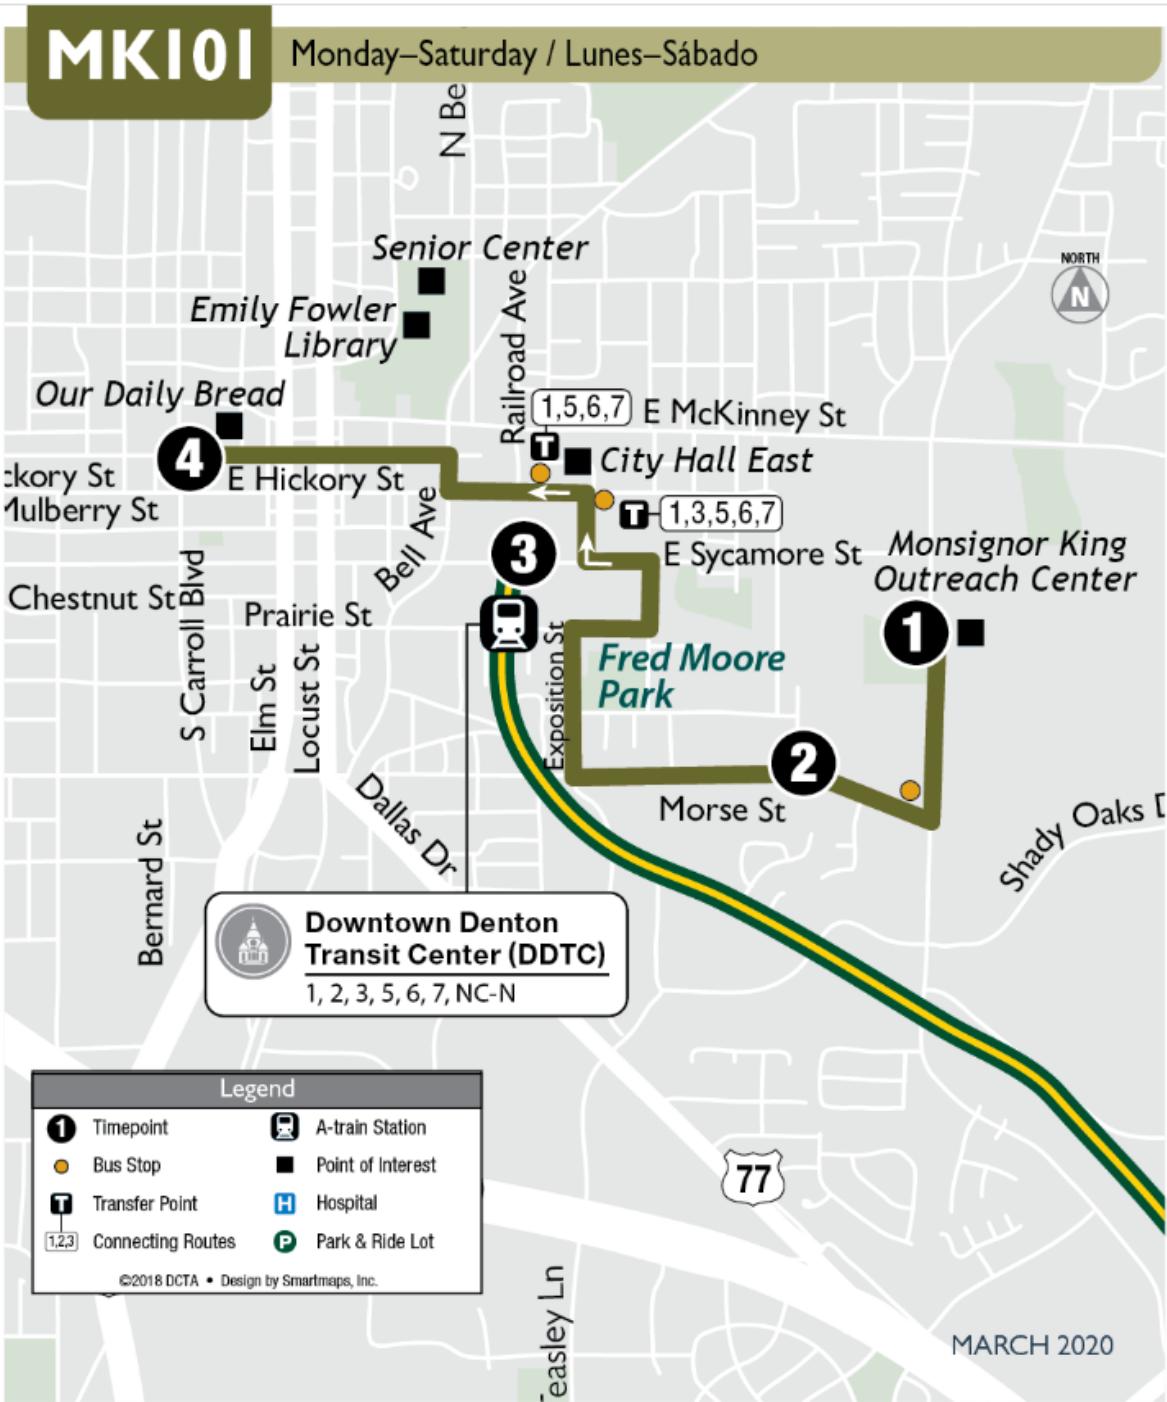 MK101
Monday–Saturday / Lunes–Sábado
N Be
NORTH
N
Senior Center
Emily Fowler
Library
Railroad Ave
Our Daily Bread
1,5,6,7
E McKinney St
T
4
City Hall East
ckory St
E Hickory St
Mulberry St
T
1,3,5,6,7
Bell Ave
3
E Sycamore St
Monsignor King
Outreach Center
Chestnut St
S Carroll Blvd
Prairie St
1
Exposition St
Fred Moore
Park
Elm St
Locust St
2
Morse St
Dallas Dr
Shady Oaks D
Bernard St
Downtown Denton
Transit Center (DDTC)
1, 2, 3, 5, 6, 7, NC-N
Legend
1 Timepoint
A-train Station
Bus Stop
Point of Interest
T Transfer Point
H Hospital
1,2,3 Connecting Routes
P Park & Ride Lot
©2018 DCTA • Design by Smartmaps, Inc.
77
Teasley Ln
MARCH 2020